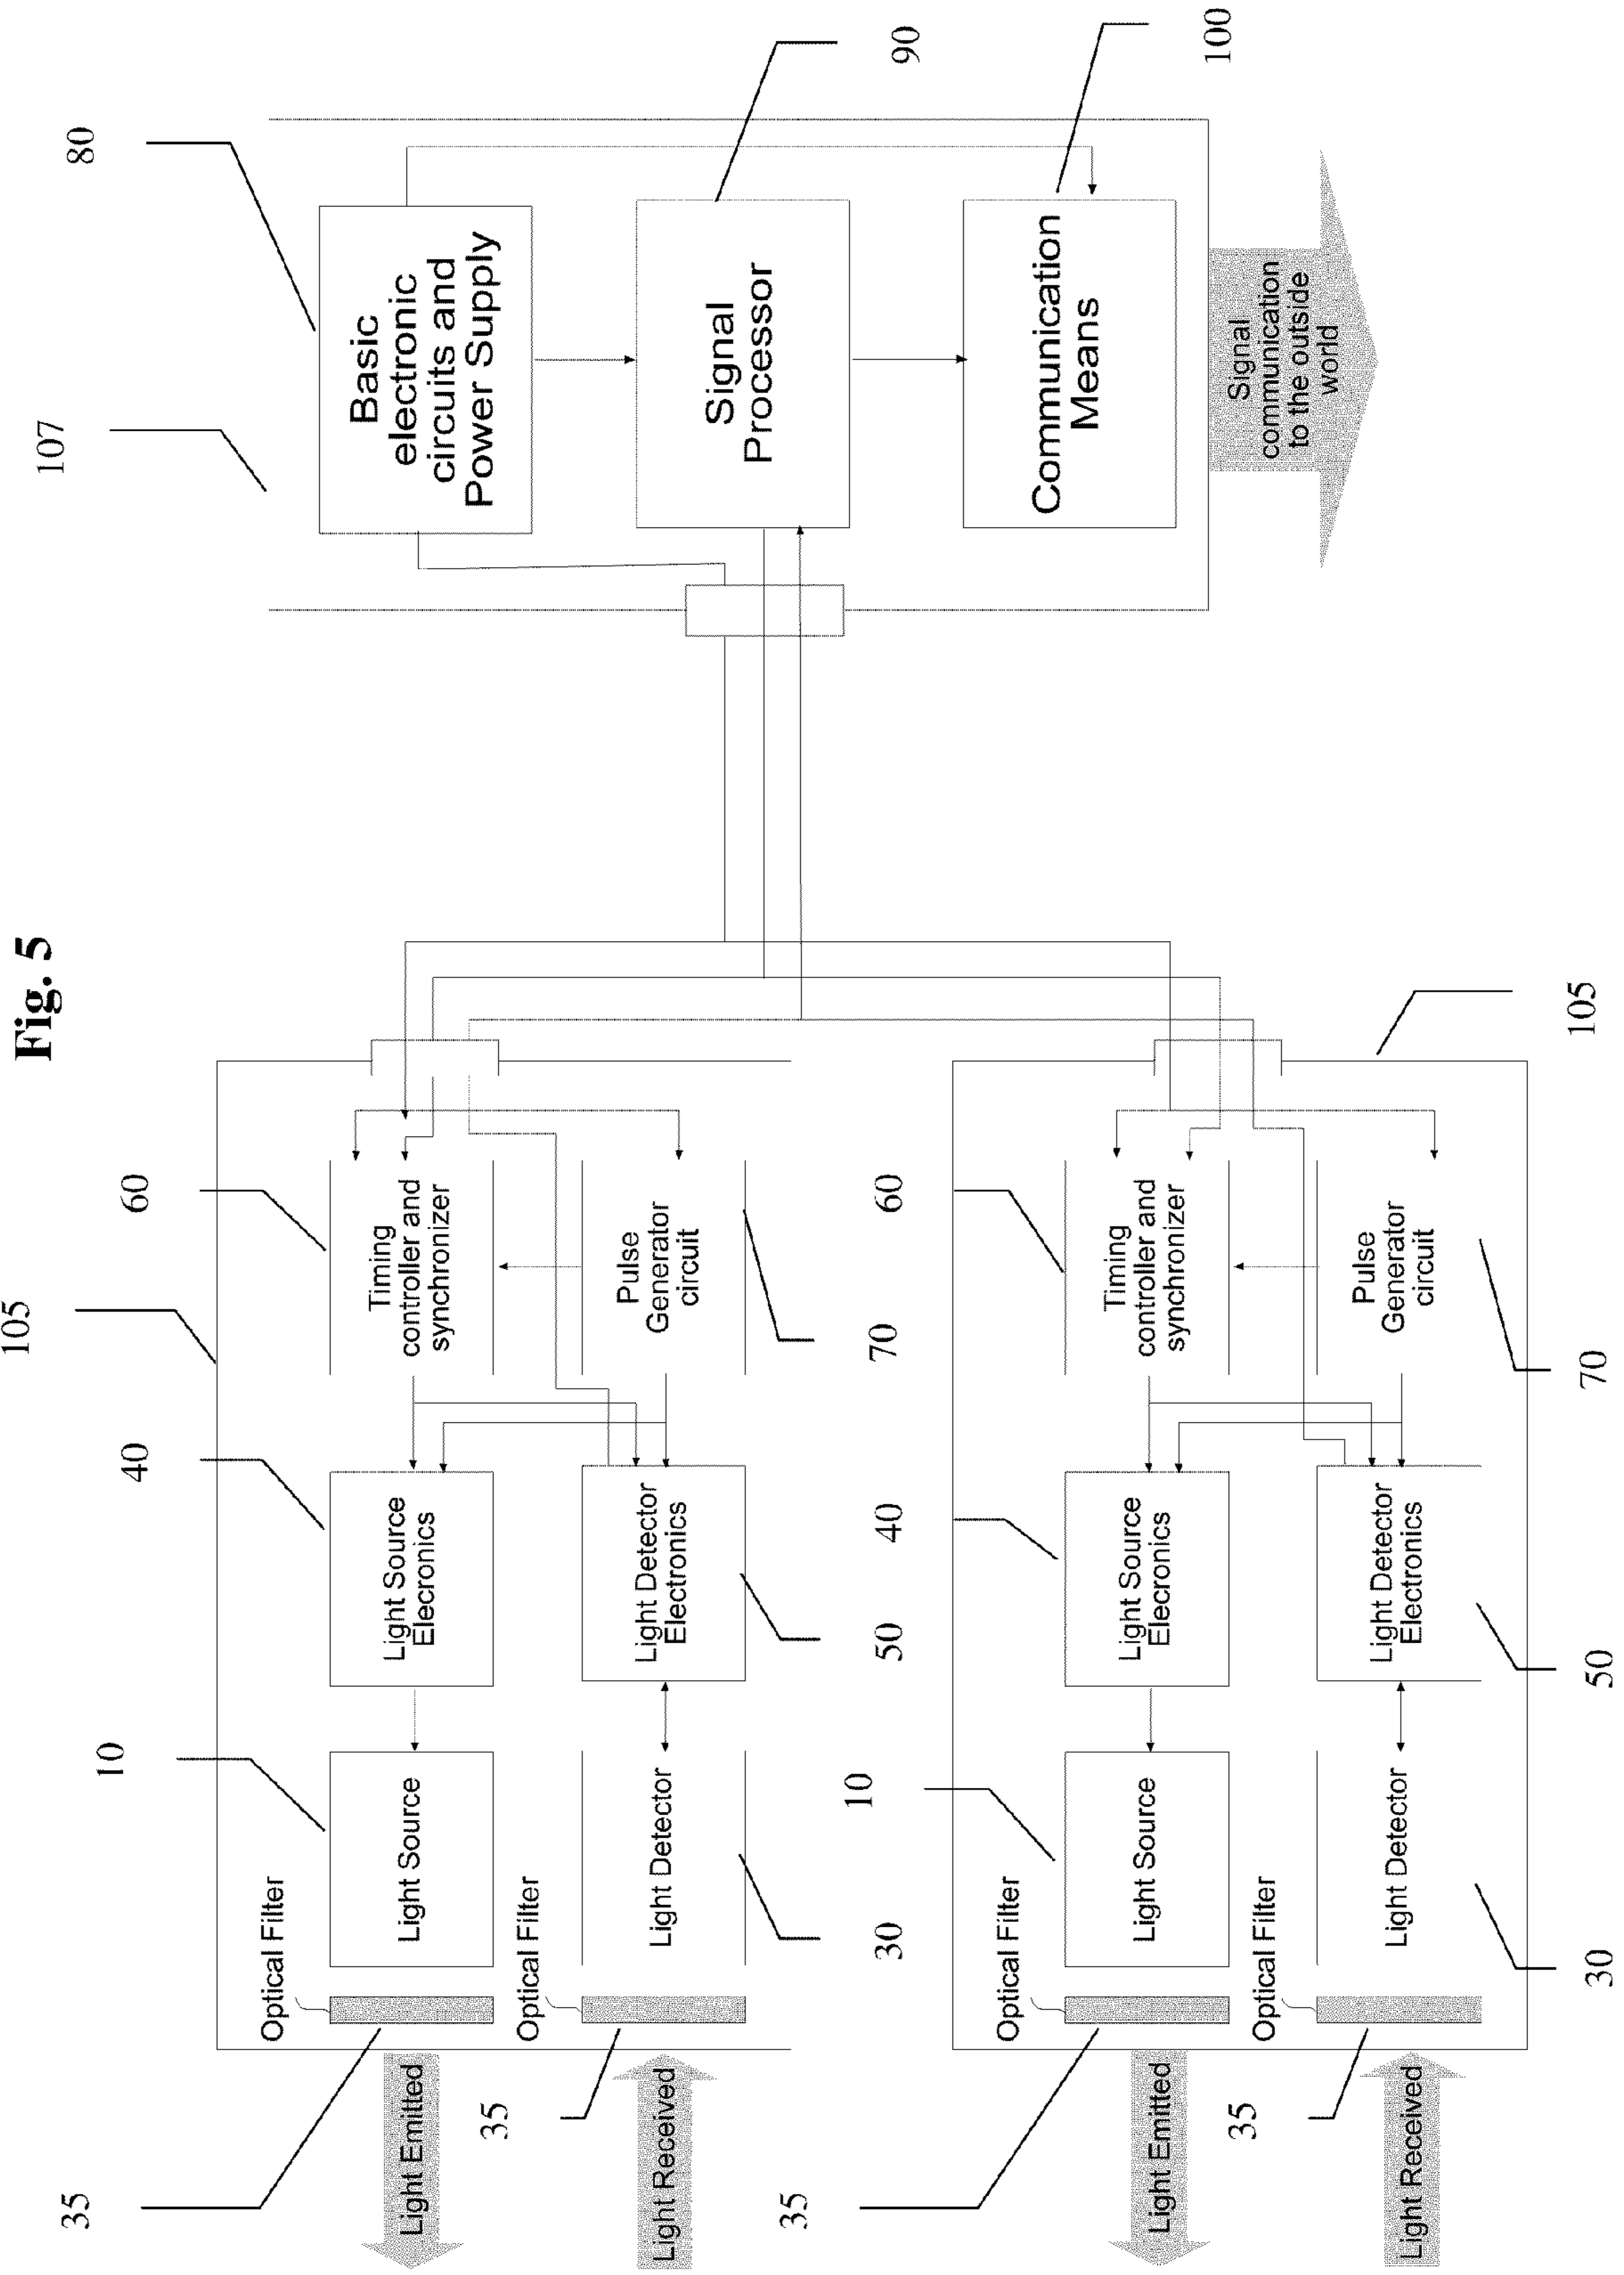 Fig. 5
105
60
40
10
35
Optical Filter
Light Source
Light Source
Elecronics
Timing
controller and
synchronizer
Light Emitted
Optical Filter
Light Detector
Light Detector
Electronics
Pulse
Generator
circuit
Light Received
35
30
50
70
60
40
10
35
Optical Filter
Light Source
Light Source
Elecronics
Timing
controller and
synchronizer
Light Emitted
Optical Filter
Light Detector
Light Detector
Electronics
Pulse
Generator
circuit
Light Received
35
30
50
70
105
107
80
Basic
electronic
circuits and
Power Supply
Signal
Processor
90
Communication
Means
100
Signal
communication
to the outside
world